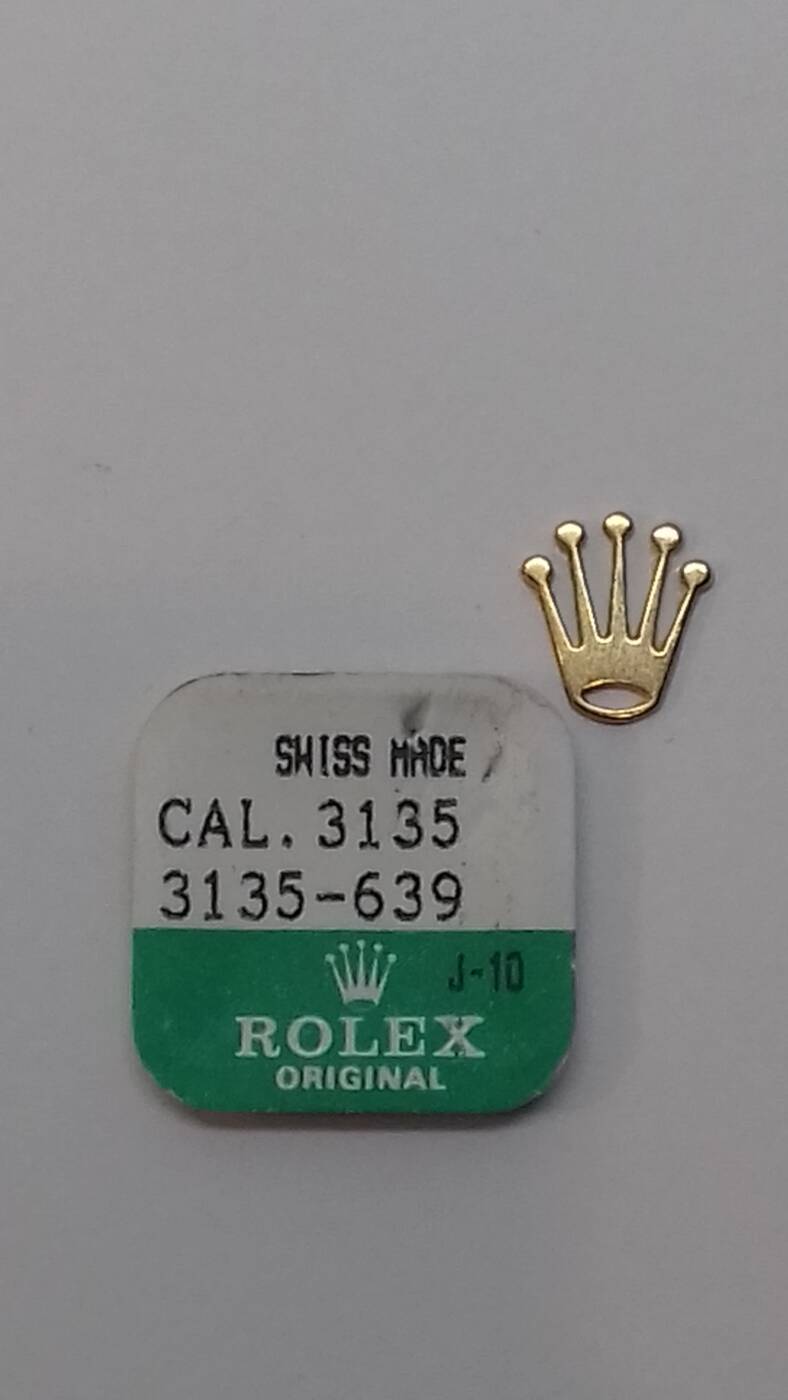 SWISS MADE
CAL. 3135
3135-639
J-10
ROLEX
ORIGINAL